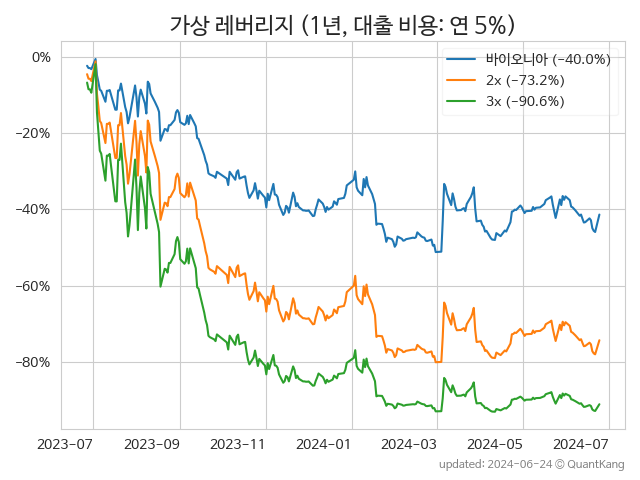 가상 레버리지 (1년, 대출 비용: 연 5%)
바이오니아 (−40.0%)
2x (−73.2%)
3x (−90.6%)
0%
−20%
−40%
−60%
−80%
2023-07 2023-09 2023-11 2024-01 2024-03 2024-05 2024-07
updated: 2024-06-24 © QuantKang